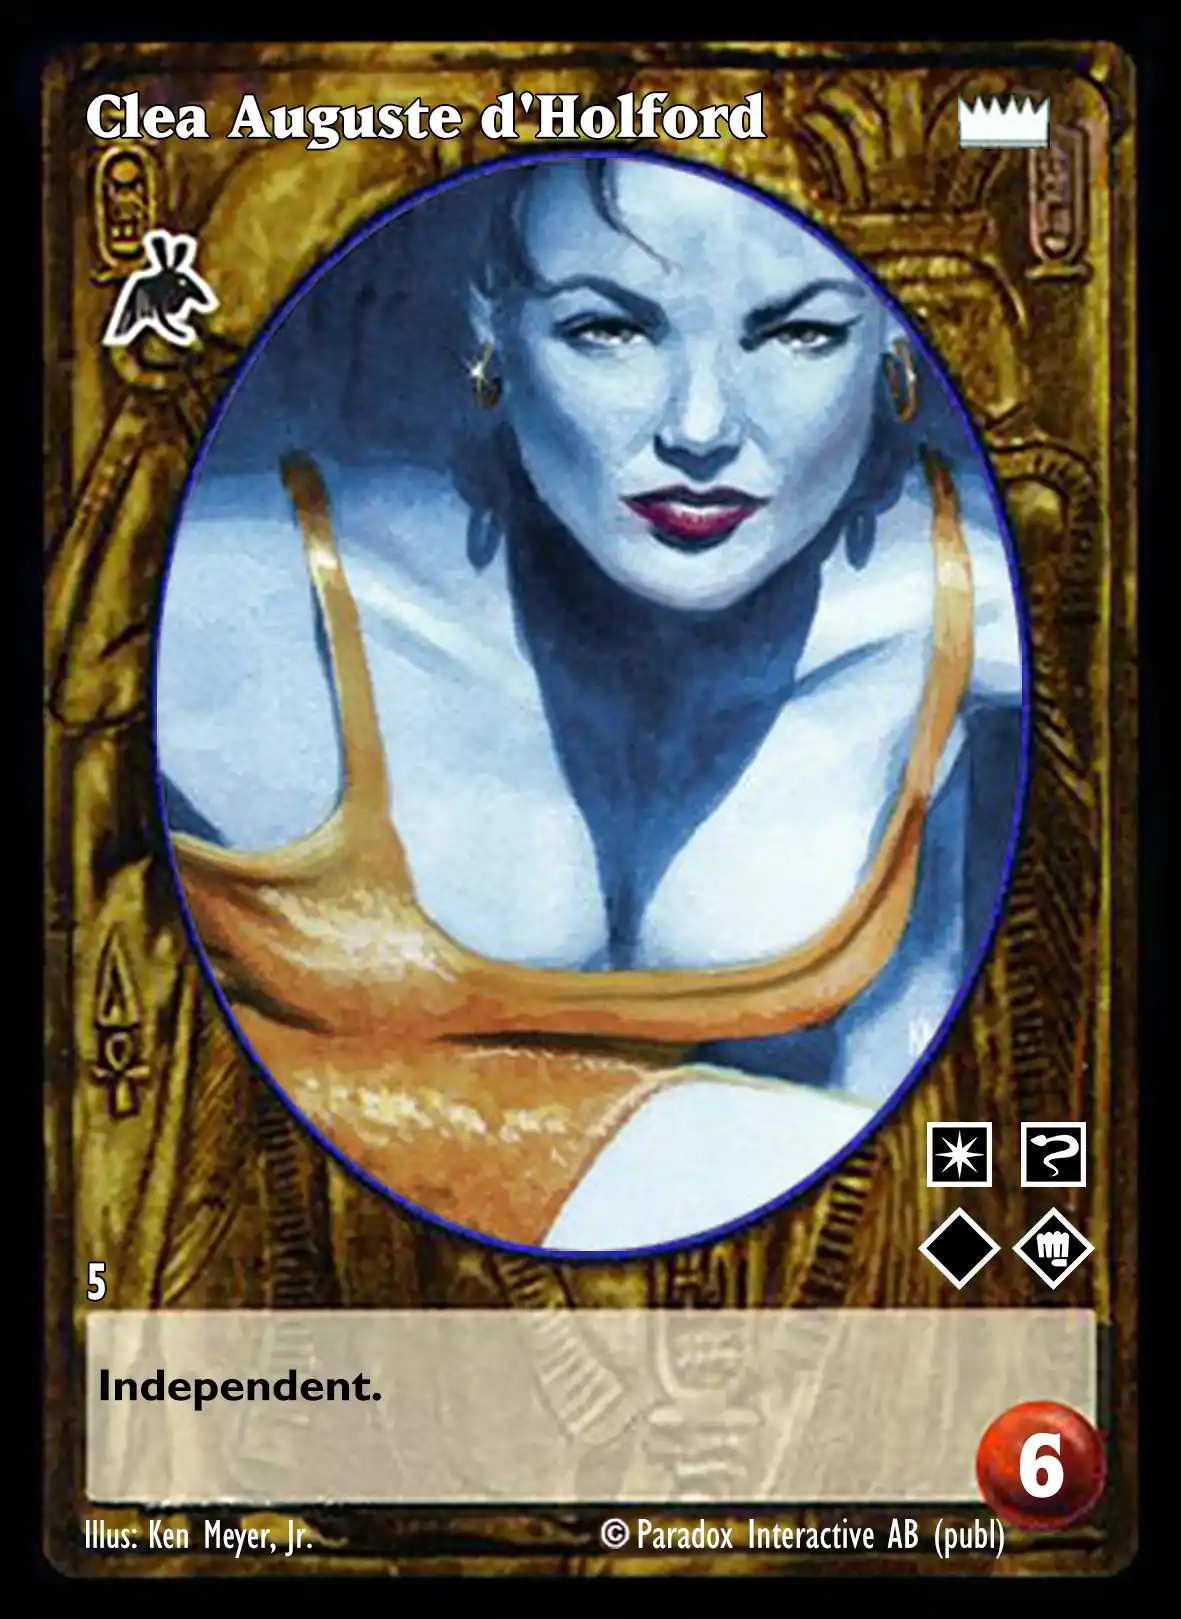 Clea Auguste d'Holford
5
Independent.
6
Illus: Ken Meyer, Jr.
© Paradox Interactive AB (publ)